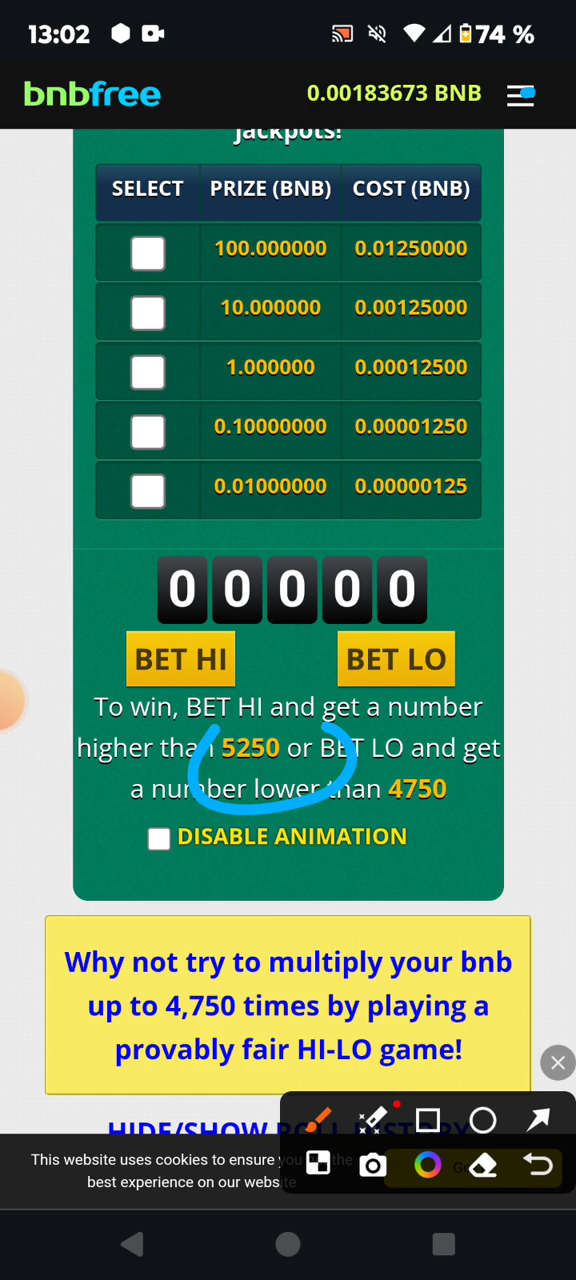 13:02 74 %
bnbfree 0.00183673 BNB
jackpots!
SELECT PRIZE (BNB) COST (BNB)
100.000000 0.01250000
10.000000 0.00125000
1.000000 0.00012500
0.10000000 0.00001250
0.01000000 0.00000125
0 0 0 0 0
BET HI BET LO
To win, BET HI and get a number
higher than 5250 or BET LO and get
a number lower than 4750
DISABLE ANIMATION
Why not try to multiply your bnb
up to 4,750 times by playing a
provably fair HI-LO game!
HIDE/SHOW ROLL HISTORY
This website uses cookies to ensure you the
best experience on our website